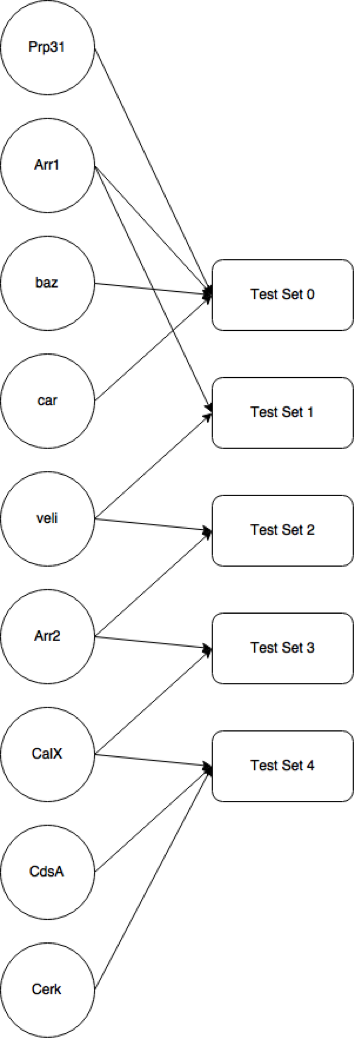 Prp31
Arr1
baz
Test Set 0
car
Test Set 1
veli
Test Set 2
Arr2
Test Set 3
CalX
Test Set 4
CdsA
Cerk